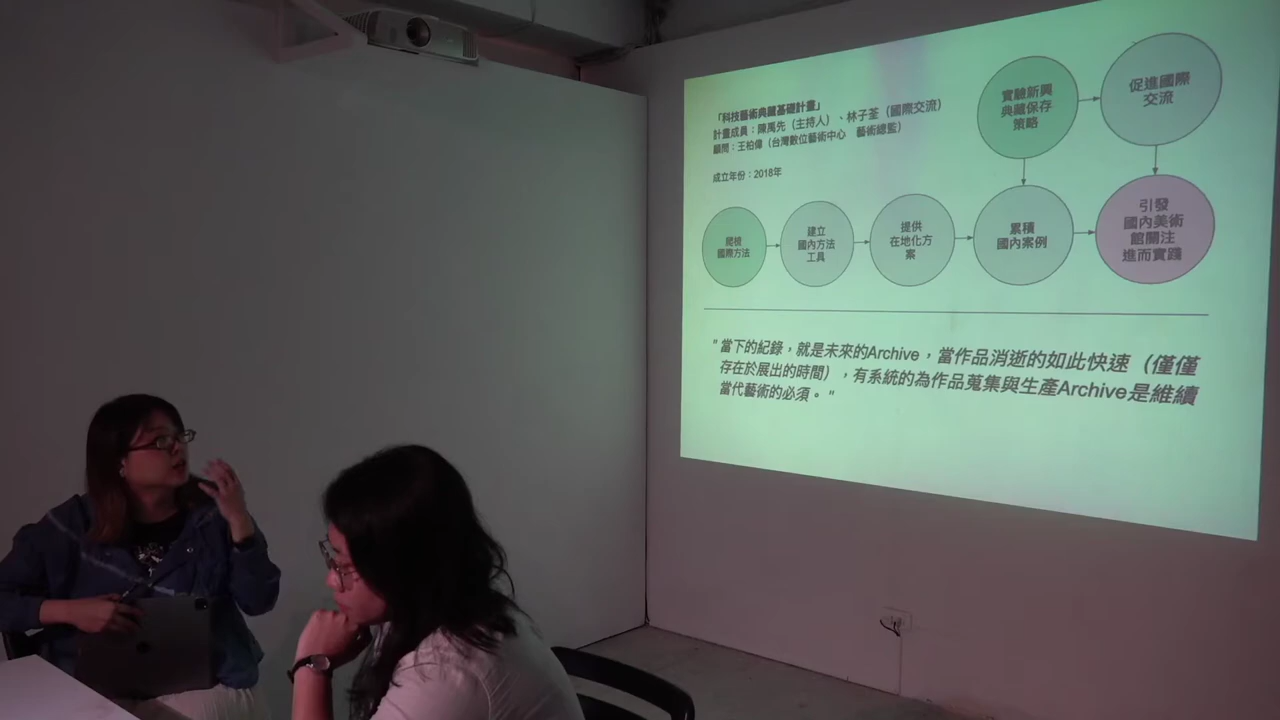 「科技藝術典藏基礎計畫」
計畫成員：陳禹先（主持人）、林子荃（國際交流）
顧問：王柏偉（台灣數位藝術中心 藝術總監）
成立年份：2018年
實驗新興
典藏保存
策略
促進國際
交流
爬梳
國際方法
建立
國內方法
工具
提供
在地化方
案
累積
國內案例
引發
國內美術
館關注
進而實踐
" 當下的紀錄，就是未來的Archive，當作品消逝的如此快速（僅僅
存在於展出的時間），有系統的為作品蒐集與生產Archive是維續
當代藝術的必須。"